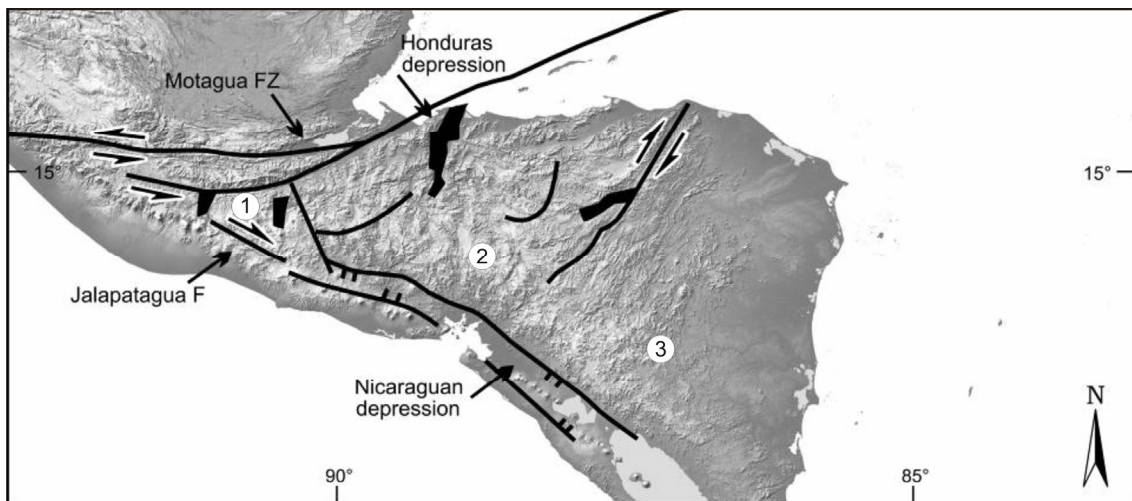 Honduras
depression
Motagua FZ
15°
15°
1
2
Jalapatagua F
3
Nicaraguan
depression
N
90°
85°